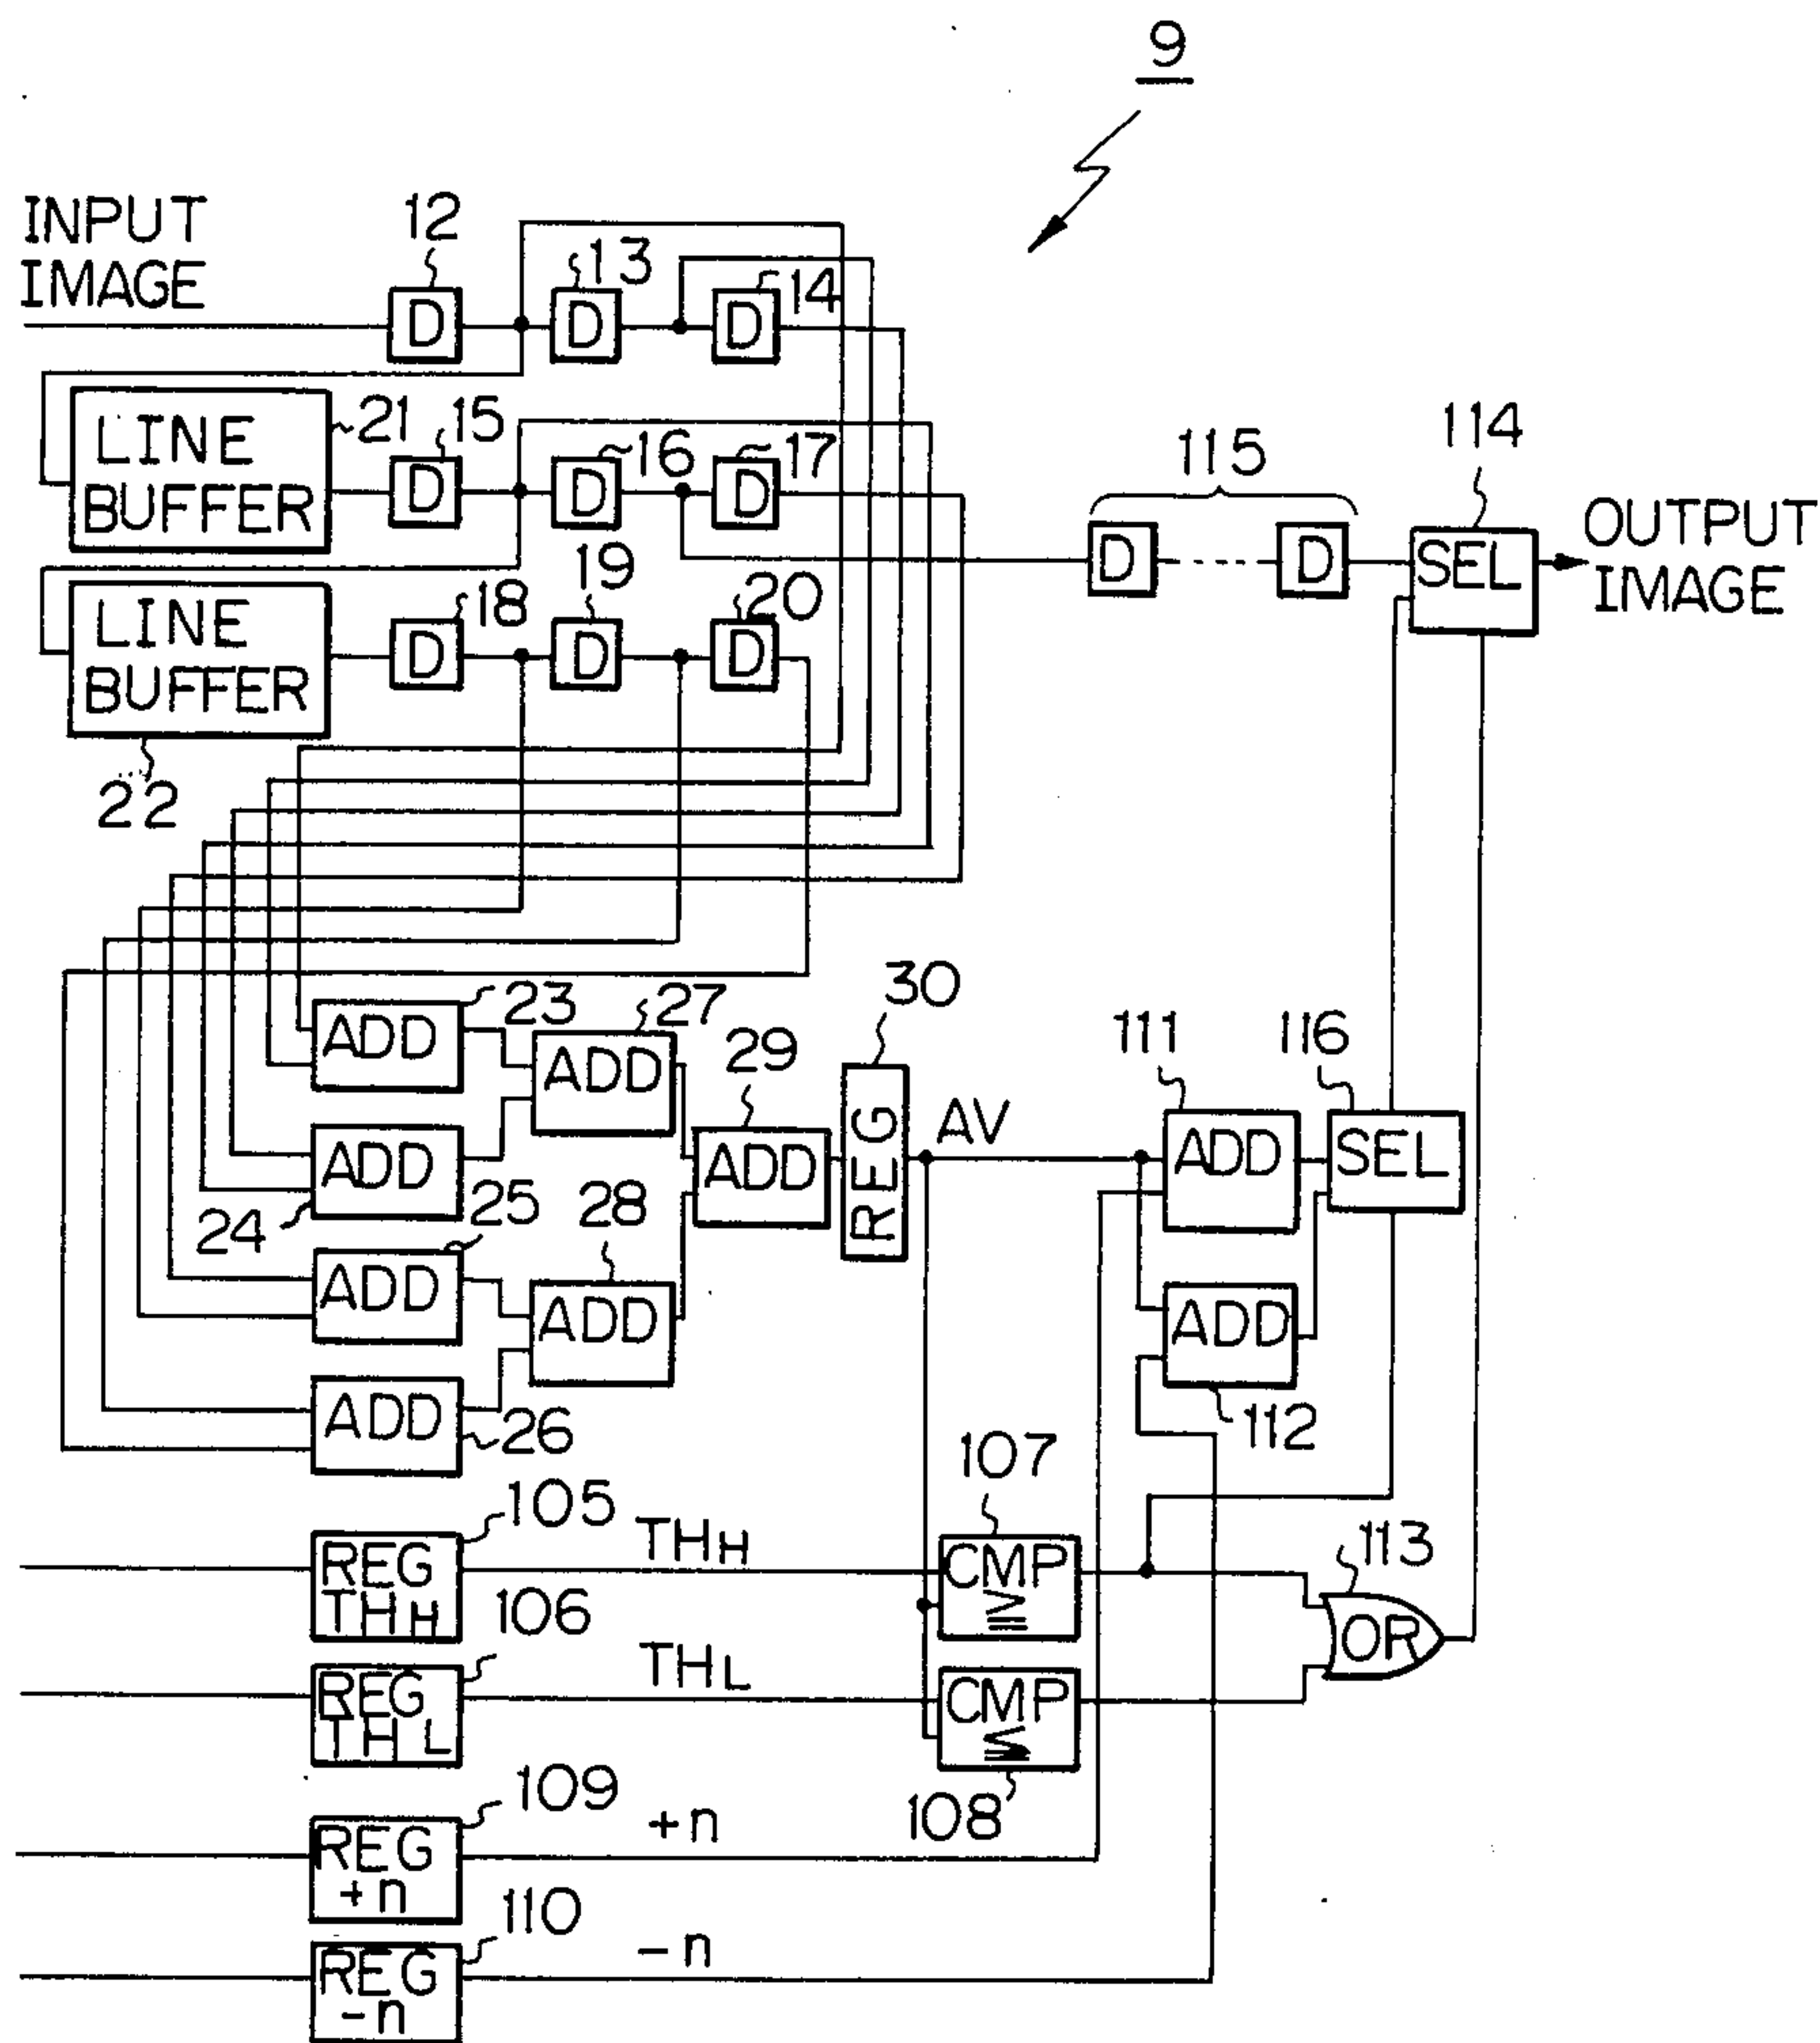 9
INPUT
IMAGE
12
13
14
D
D
D
LINE
BUFFER
21
15
16
17
D
D
D
115
114
D
D
SEL
OUTPUT
IMAGE
LINE
BUFFER
22
18
19
20
D
D
D
ADD
23
ADD
27
ADD
24
ADD
25
ADD
28
ADD
26
ADD
29
REG
30
AV
ADD
111
SEL
116
ADD
112
REG
THH
105
THH
CMP
≧
107
OR
113
REG
THL
106
THL
CMP
≦
108
REG
+n
109
+n
REG
-n
110
-n